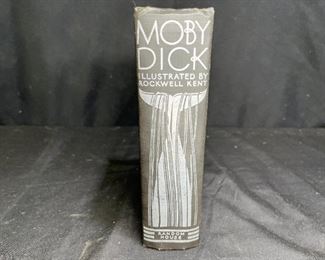 MOBY
DICK
ILLUSTRATED BY
ROCKWELL KENT
RANDOM
HOUSE